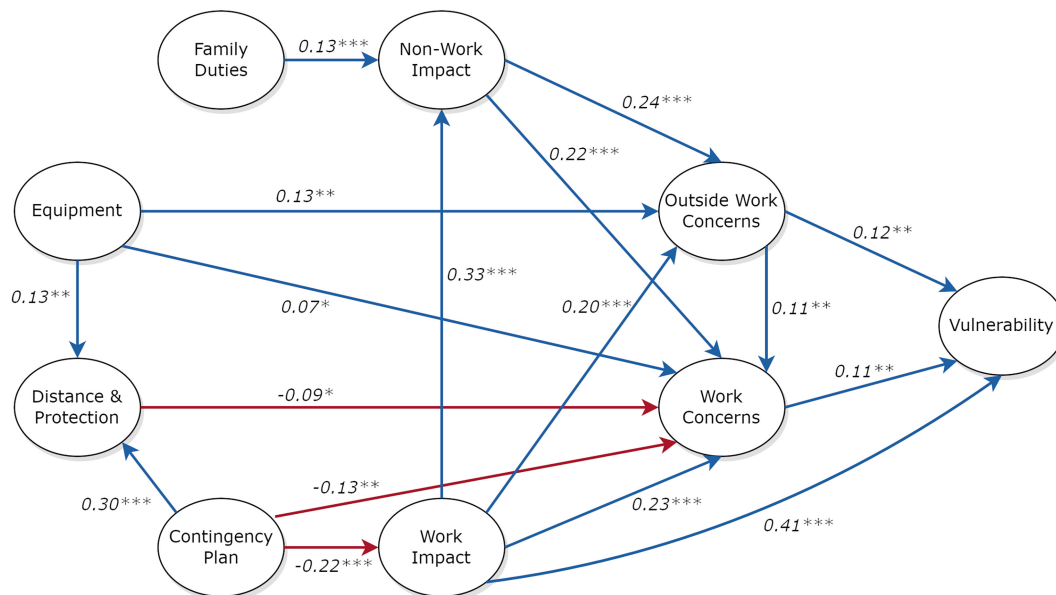 Family
Duties
0.13***
Non-Work
Impact
0.24***
0.22***
Equipment
0.13**
Outside Work
Concerns
0.12**
0.33***
0.20***
0.13**
0.07*
0.11**
Vulnerability
Distance &
Protection
-0.09*
Work
Concerns
0.11**
0.30***
-0.13**
0.23***
0.41***
Contingency
Plan
-0.22***
Work
Impact